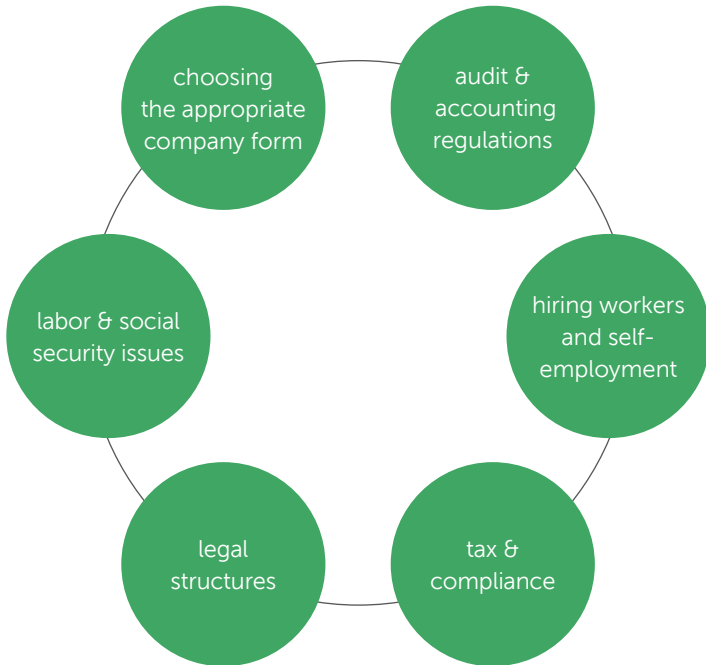 choosing
the appropriate
company form
audit &
accounting
regulations
labor & social
security issues
hiring workers
and self-
employment
legal
structures
tax &
compliance